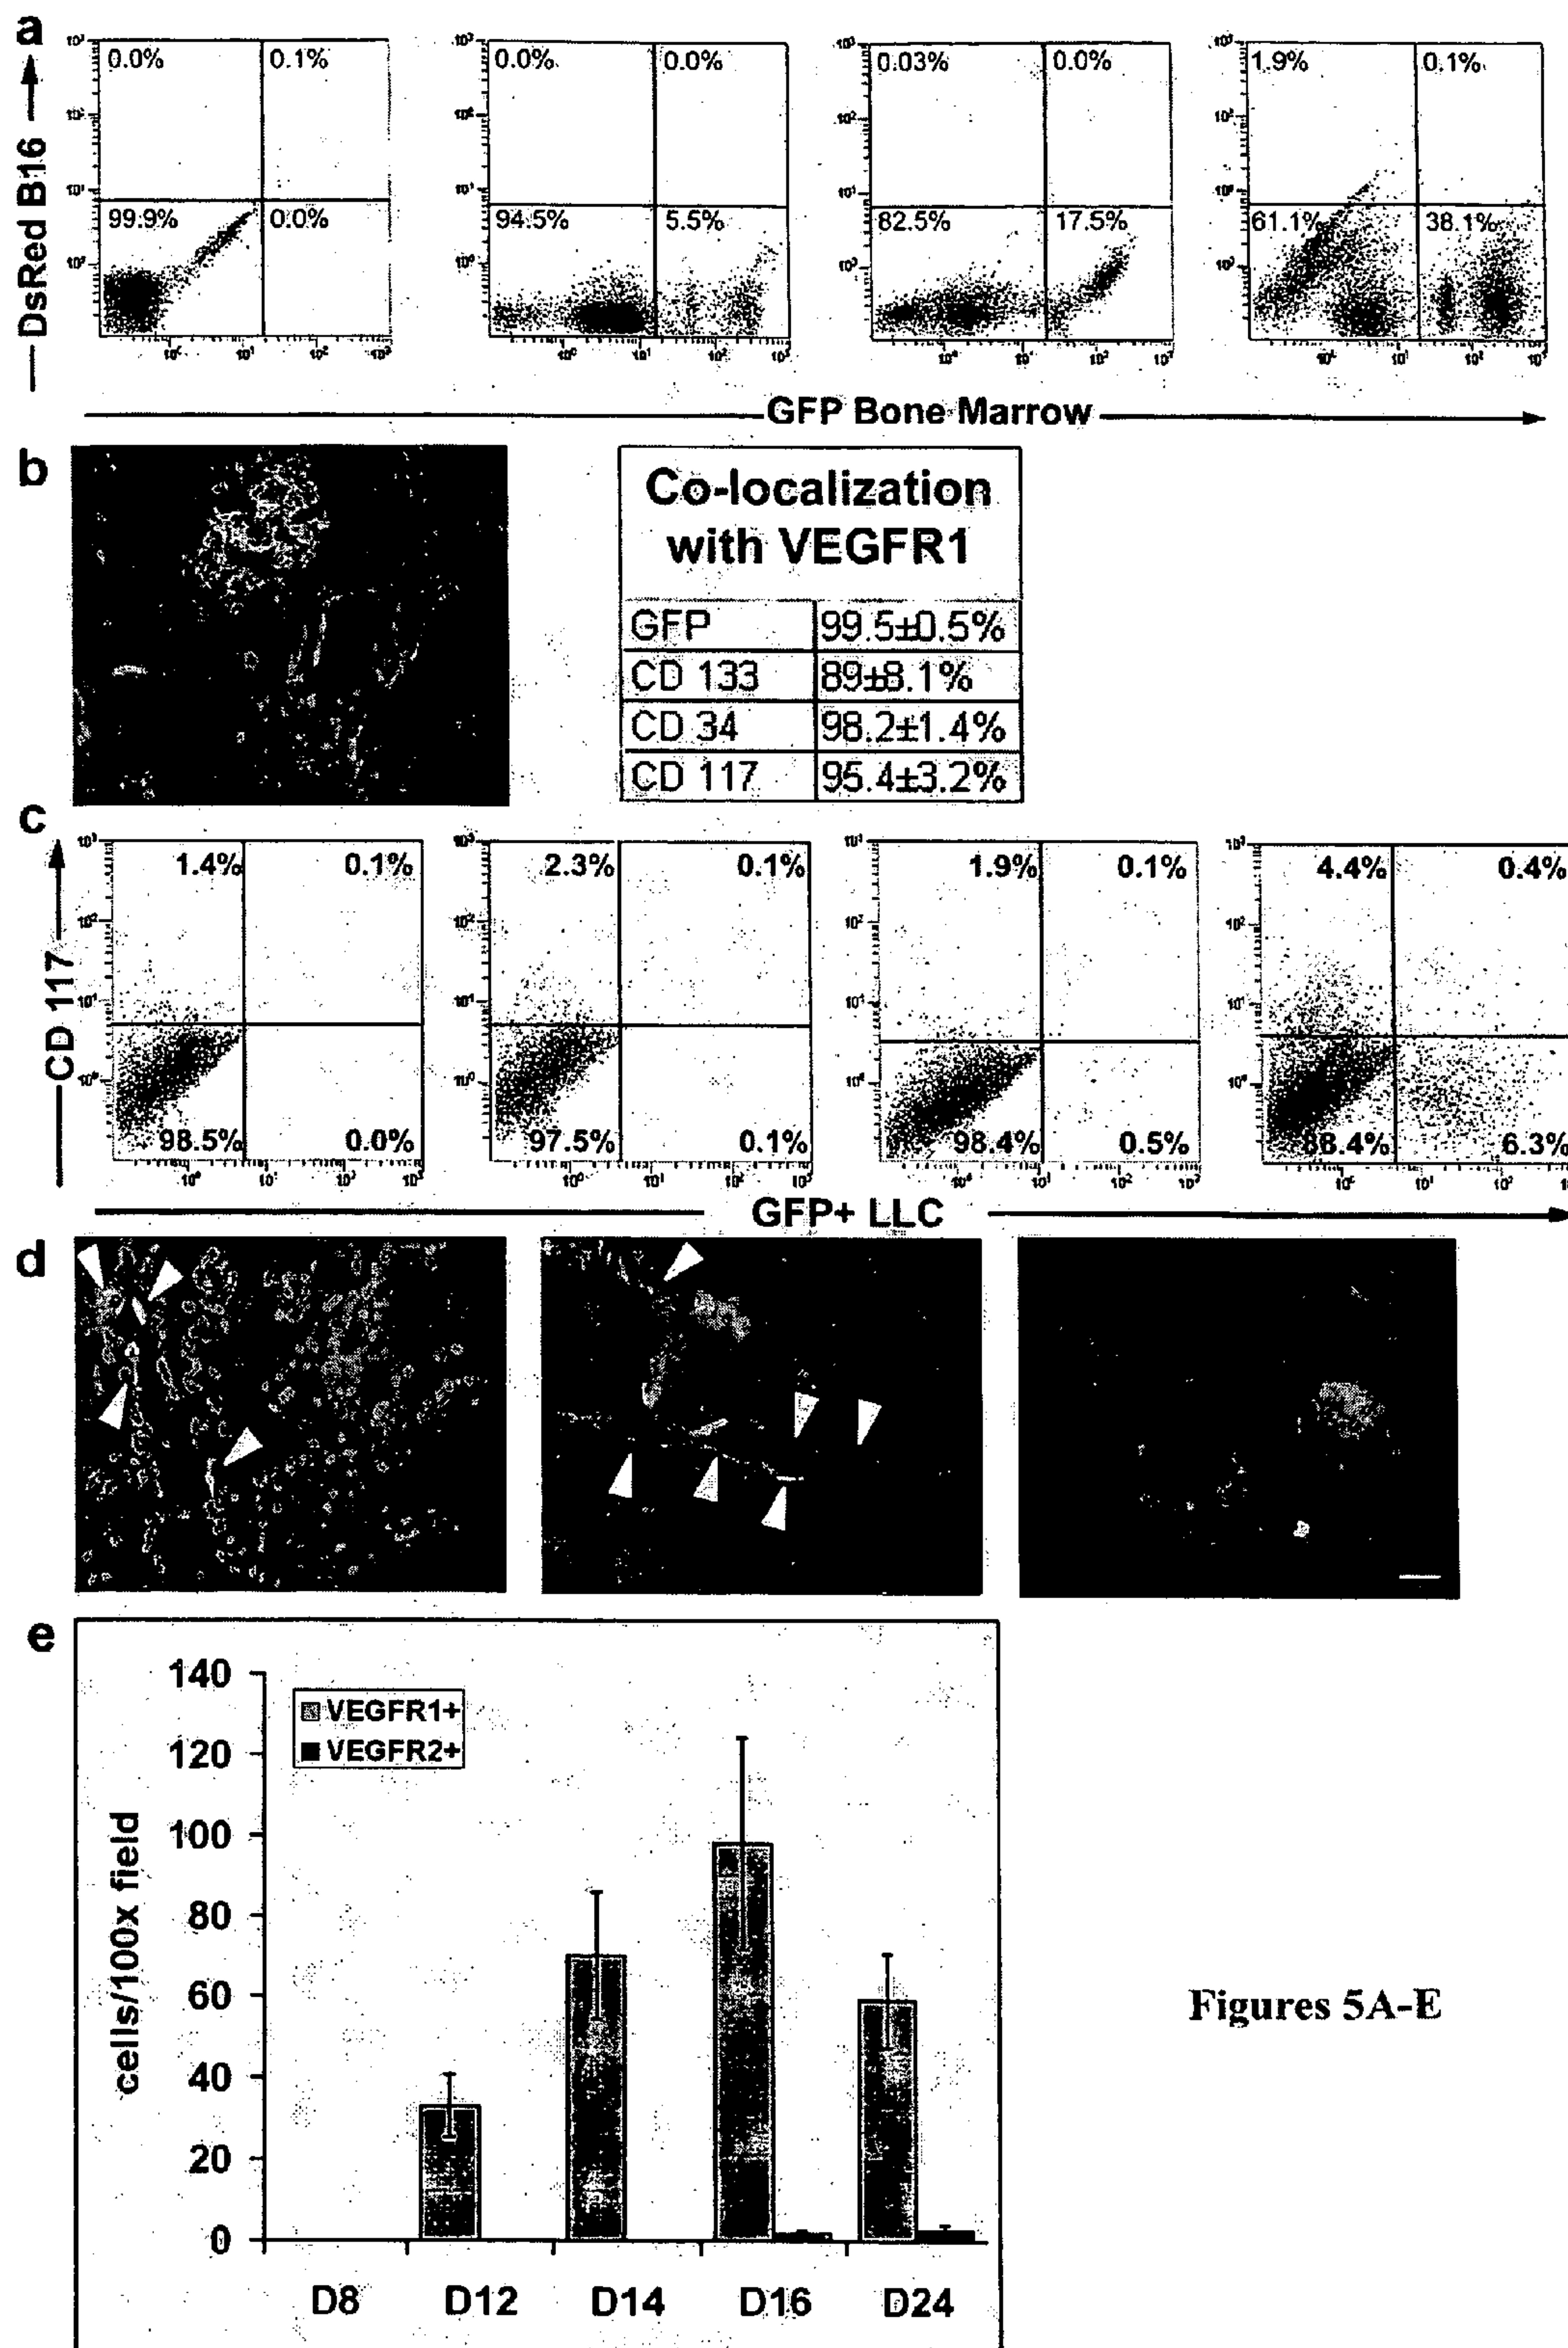 a
DsRed B16
0.0% 0.1%
99.9% 0.0%
0.0% 0.0%
94.5% 5.5%
0.03% 0.0%
82.5% 17.5%
1.9% 0.1%
61.1% 38.1%
GFP Bone Marrow
b
Co-localization
with VEGFR1
GFP 99.5±0.5%
CD 133 89±8.1%
CD 34 98.2±1.4%
CD 117 95.4±3.2%
c
CD 117
1.4% 0.1%
98.5% 0.0%
2.3% 0.1%
97.5% 0.1%
1.9% 0.1%
98.4% 0.5%
4.4% 0.4%
6.3%
GFP+ LLC
d
e
cells/100x field
140
120
100
80
60
40
20
0
VEGFR1+
VEGFR2+
D8 D12 D14 D16 D24
Figures 5A-E